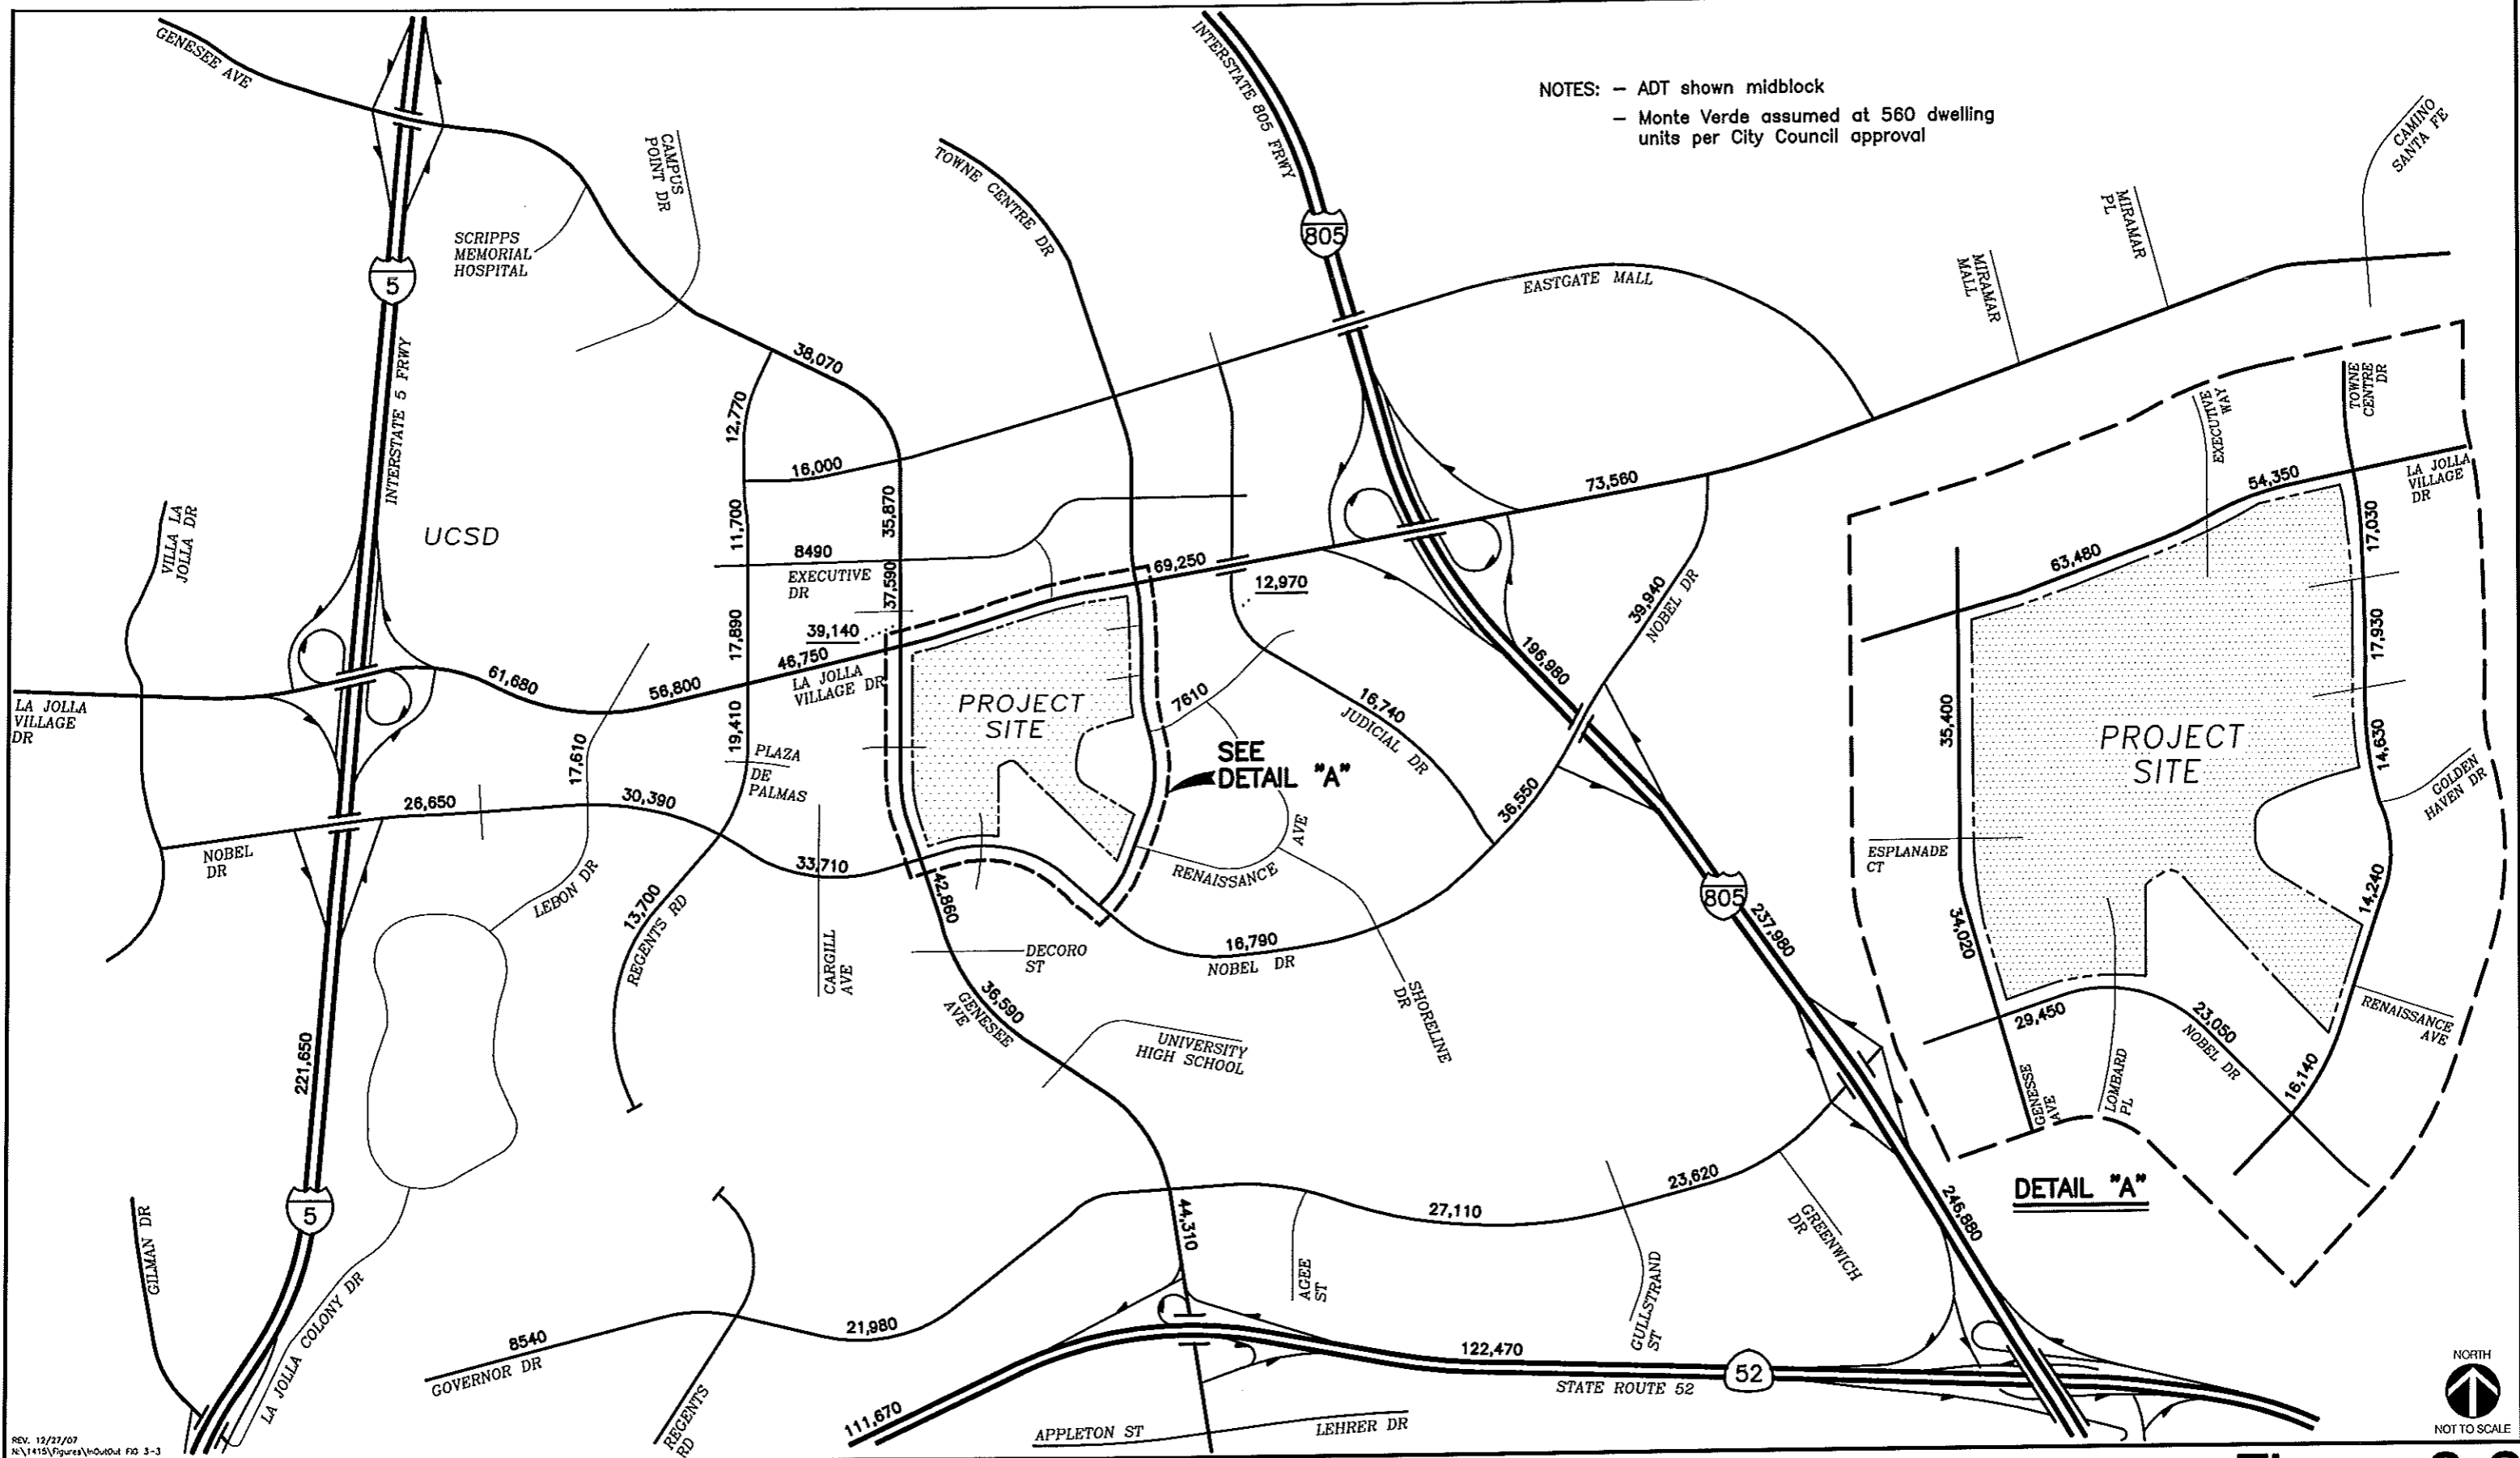 GENESEE AVE
INTERSTATE 805 FRWY
NOTES: – ADT shown midblock
– Monte Verde assumed at 560 dwelling
units per City Council approval
CAMINO
SANTA FE
CAMPUS
POINT DR
TOWNE CENTRE DR
MIRAMAR
PL
MIRAMAR
MALL
SCRIPPS
MEMORIAL
HOSPITAL
805
5
EASTGATE MALL
INTERSTATE 5 FRWY
38,070
12,770
16,000
11,700
35,870
73,560
VILLA LA
JOLLA DR
UCSD
8490
EXECUTIVE
DR
37,590
69,250
12,970
39,940
NOBEL DR
17,890
39,140
46,750
LA JOLLA
VILLAGE DR
61,680
56,800
19,410
LA JOLLA
VILLAGE
DR
PROJECT
SITE
7610
16,740
JUDICIAL DR
196,980
PLAZA
DE
PALMAS
17,610
SEE
DETAIL "A"
26,650
30,390
36,550
NOBEL
DR
33,710
LEBON DR
13,700
REGENTS RD
CARGILL
AVE
42,860
RENAISSANCE
AVE
805
237,980
DECORO
ST
16,790
NOBEL DR
36,590
GENESEE
AVE
SHORELINE
DR
UNIVERSITY
HIGH SCHOOL
221,650
5
GILMAN DR
LA JOLLA COLONY DR
44,310
27,110
23,620
GREENWICH
DR
246,880
AGEE
ST
GULLSTRAND
ST
8540
GOVERNOR DR
21,980
REGENTS
RD
122,470
52
STATE ROUTE 52
111,670
APPLETON ST
LEHRER DR
TOWNE
CENTRE
DR
EXECUTIVE
WAY
54,350
LA JOLLA
VILLAGE
DR
63,480
17,030
17,930
35,400
PROJECT
SITE
14,630
GOLDEN
HAVEN DR
ESPLANADE
CT
14,240
34,020
29,450
23,050
NOBEL DR
RENAISSANCE
AVE
GENESSE
AVE
LOMBARD
PL
16,140
DETAIL "A"
NORTH
NOT TO SCALE
REV. 12/27/07
N:\1415\Figures\InOutOut FIG 3-3